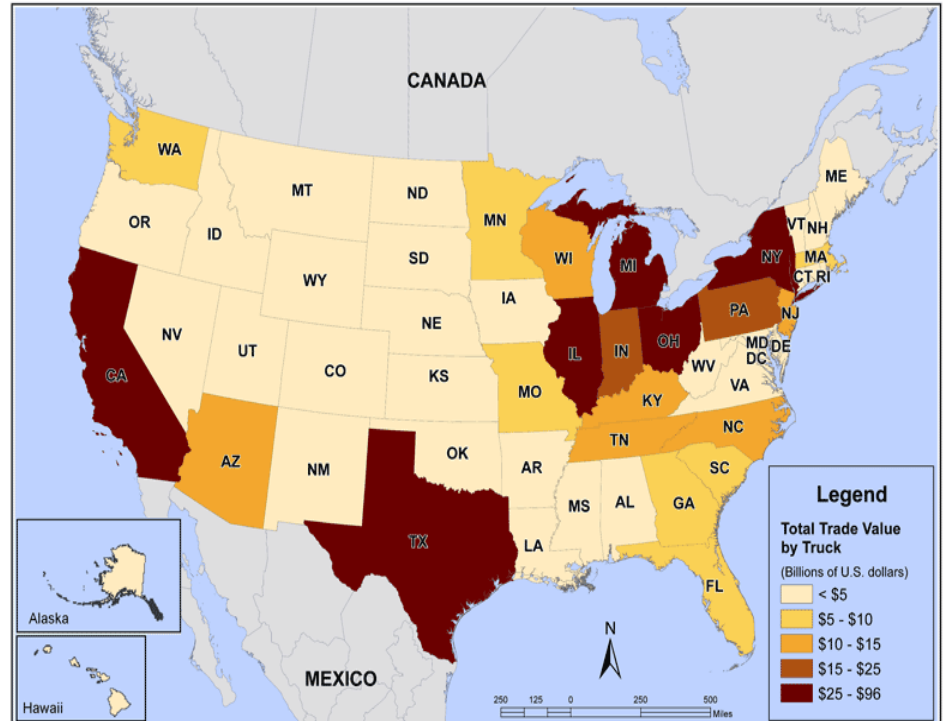 CANADA
WA
MT
ND
MN
ME
OR
ID
SD
WI
MI
VT
NH
NY
MA
WY
IA
CT
RI
NV
NE
PA
NJ
UT
IL
IN
OH
MD
DE
DC
CO
KS
WV
CA
MO
VA
KY
NC
TN
AZ
NM
OK
AR
SC
MS
AL
GA
TX
LA
FL
Alaska
Hawaii
MEXICO
N
250 125 0 250 500
Miles
Legend
Total Trade Value
by Truck
(Billions of U.S. dollars)
< $5
$5 - $10
$10 - $15
$15 - $25
$25 - $96